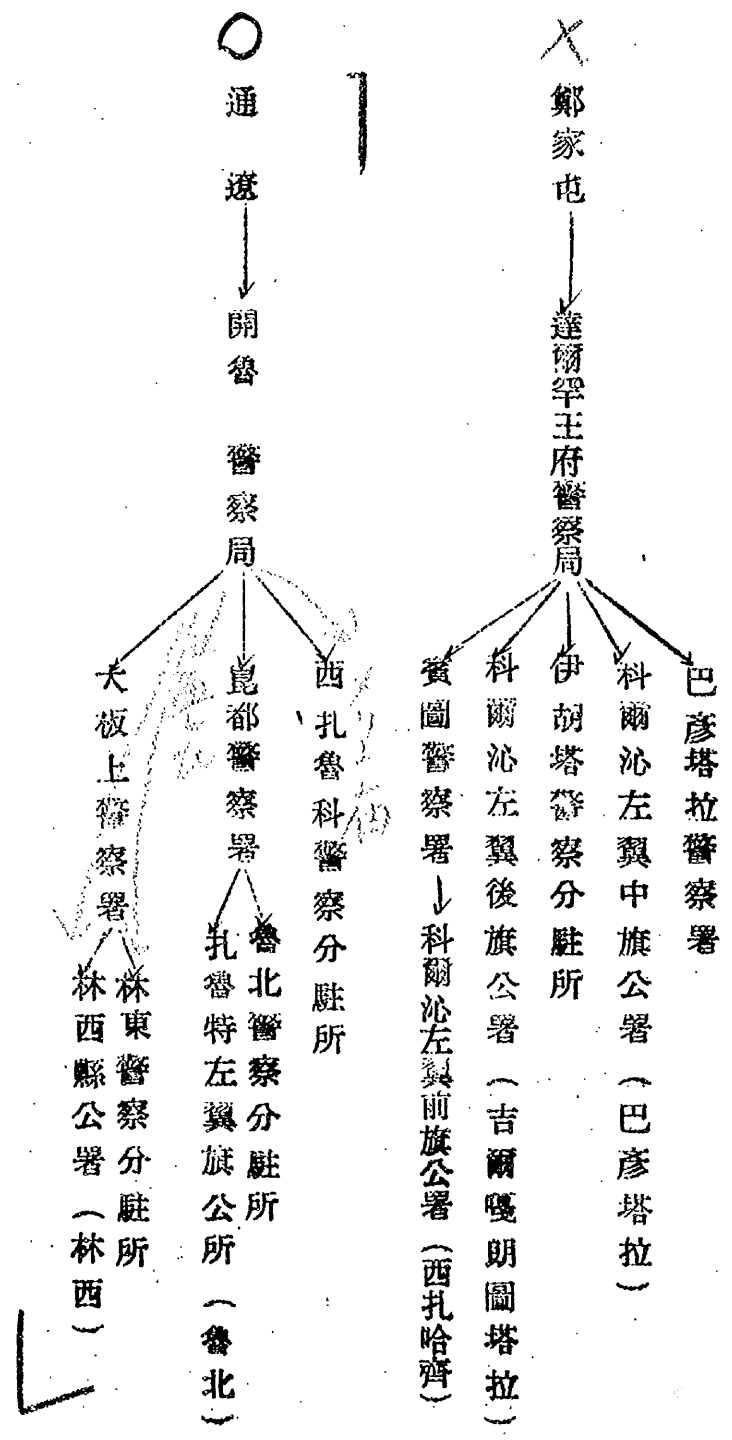 鄭家屯
達爾罕王府警察局
巴彥塔拉警察署
科爾沁左翼中旗公署（巴彥塔拉）
伊胡塔警察分駐所
科爾沁左翼後旗公署（吉爾嘎朗圖塔拉）
賓圖警察署
科爾沁左翼前旗公署（西扎哈齊）
通遼
開魯 警察局
西扎魯科警察分駐所
崑都警察署
魯北警察分駐所
扎魯特左翼旗公所（魯北）
大板上警察署
林東警察分駐所
林西縣公署（林西）